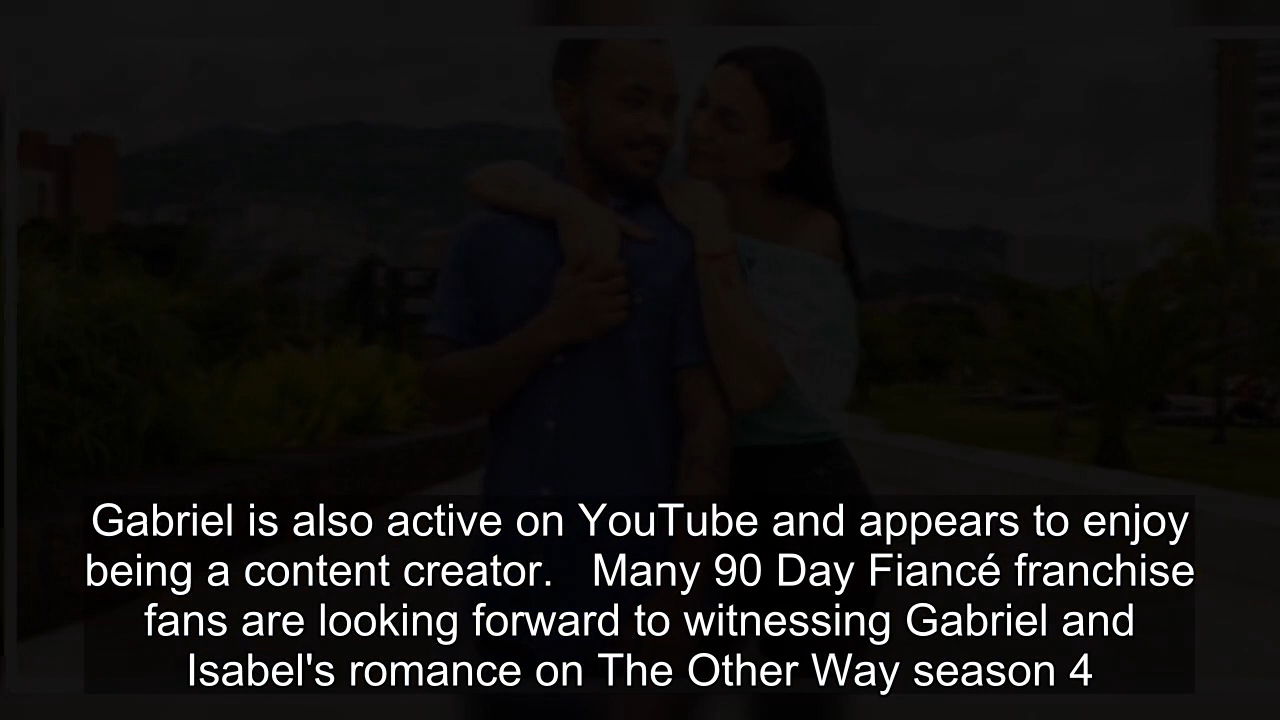 Gabriel is also active on YouTube and appears to enjoy
being a content creator.   Many 90 Day Fiancé franchise
fans are looking forward to witnessing Gabriel and
Isabel's romance on The Other Way season 4